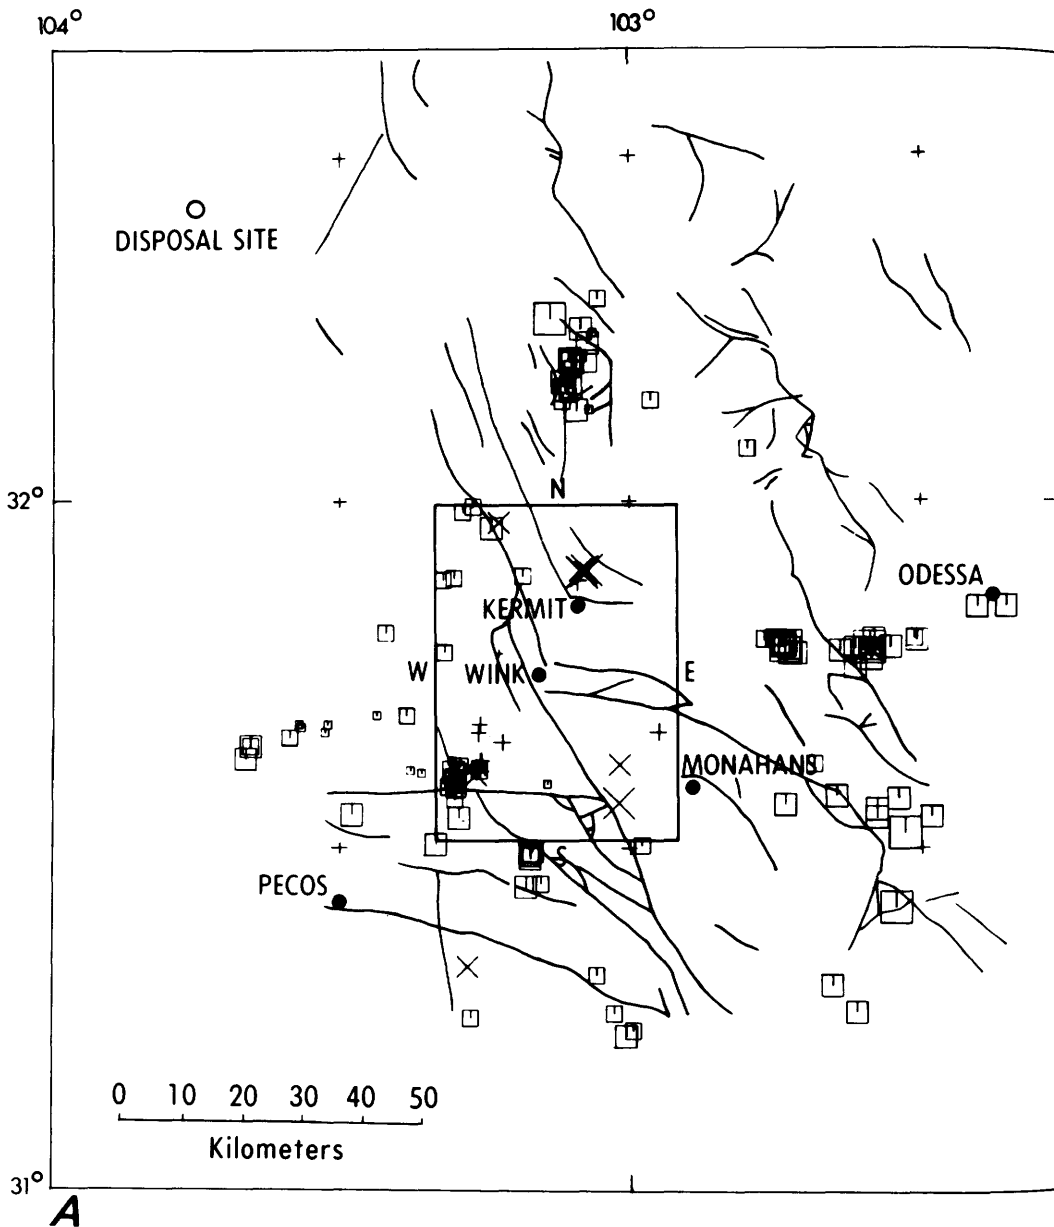 104°
103°
DISPOSAL SITE
N
32°
ODESSA
KERMIT
W
WINK
E
MONAHANS
S
PECOS
0 10 20 30 40 50
Kilometers
31°
A